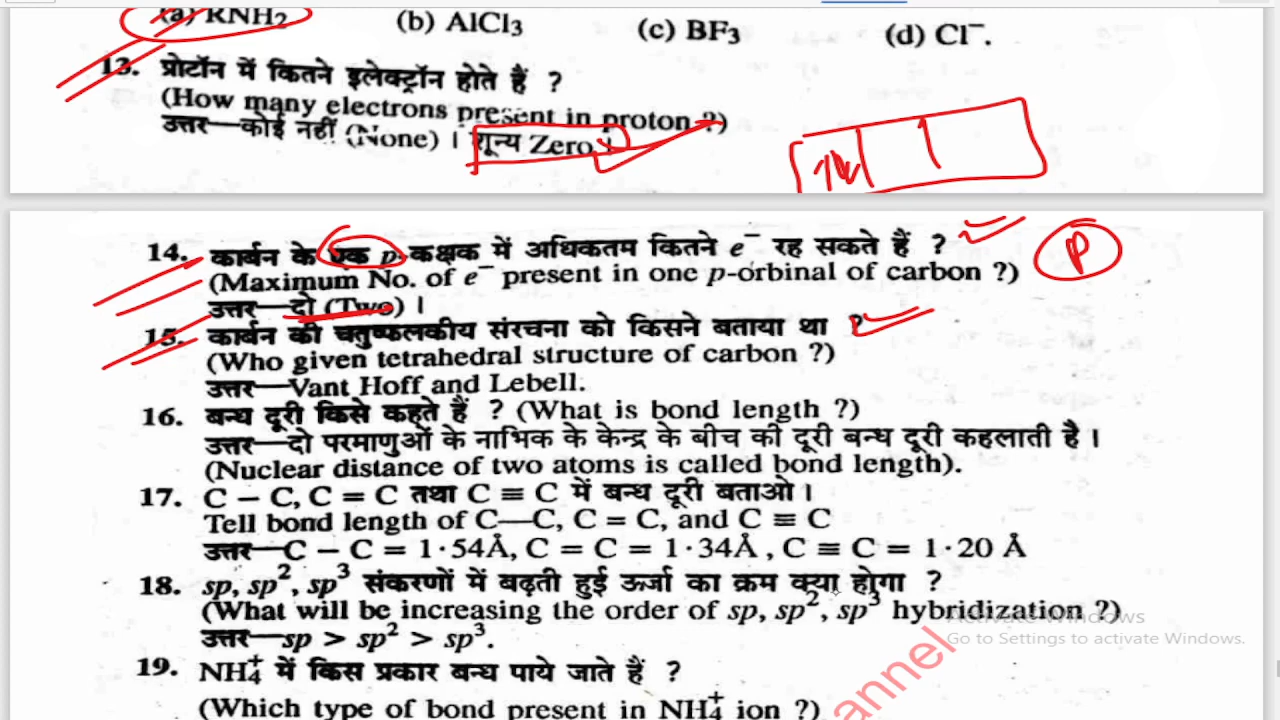 (a) RNH₂ (b) AlCl₃ (c) BF₃ (d) Cl⁻.
13. प्रोटॉन में कितने इलेक्ट्रॉन होते हैं ?
(How many electrons present in proton ?)
उत्तर—कोई नहीं (None) । शून्य Zero ।
14. कार्बन के एक p-कक्षक में अधिकतम कितने e⁻ रह सकते हैं ?
P
(Maximum No. of e⁻ present in one p-orbinal of carbon ?)
उत्तर—दो (Two) ।
15. कार्बन की चतुष्फलकीय संरचना को किसने बताया था ?
(Who given tetrahedral structure of carbon ?)
उत्तर—Vant Hoff and Lebell.
16. बन्ध दूरी किसे कहते हैं ? (What is bond length ?)
उत्तर—दो परमाणुओं के नाभिक के केन्द्र के बीच की दूरी बन्ध दूरी कहलाती है ।
(Nuclear distance of two atoms is called bond length).
17. C – C, C = C तथा C ≡ C में बन्ध दूरी बताओ ।
Tell bond length of C—C, C = C, and C ≡ C
उत्तर—C – C = 1·54Å, C = C = 1·34Å , C ≡ C = 1·20 Å
18. sp, sp², sp³ संकरणों में बढ़ती हुई ऊर्जा का क्रम क्या होगा ?
(What will be increasing the order of sp, sp², sp³ hybridization ?)
Activate Windows
Go to Settings to activate Windows.
उत्तर—sp > sp² > sp³.
19. NH₄⁺ में किस प्रकार बन्ध पाये जाते हैं ?
(Which type of bond present in NH₄⁺ ion ?)
annel